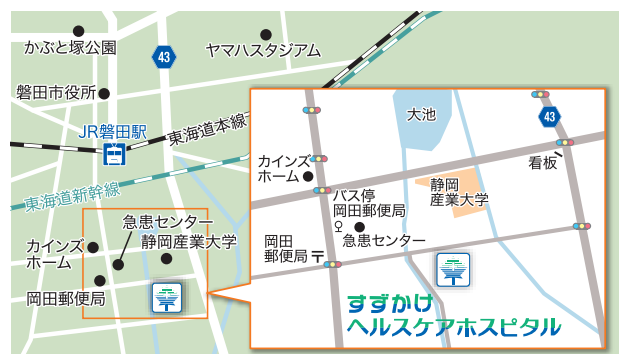 かぶと塚公園
43
ヤマハスタジアム
磐田市役所
JR磐田駅
東海道本線
東海道新幹線
急患センター
カインズ
ホーム
静岡産業大学
岡田郵便局
大池
43
看板
カインズ
ホーム
バス停
岡田郵便局
静岡
産業大学
急患センター
岡田
郵便局
すずかけ
ヘルスケアホスピタル